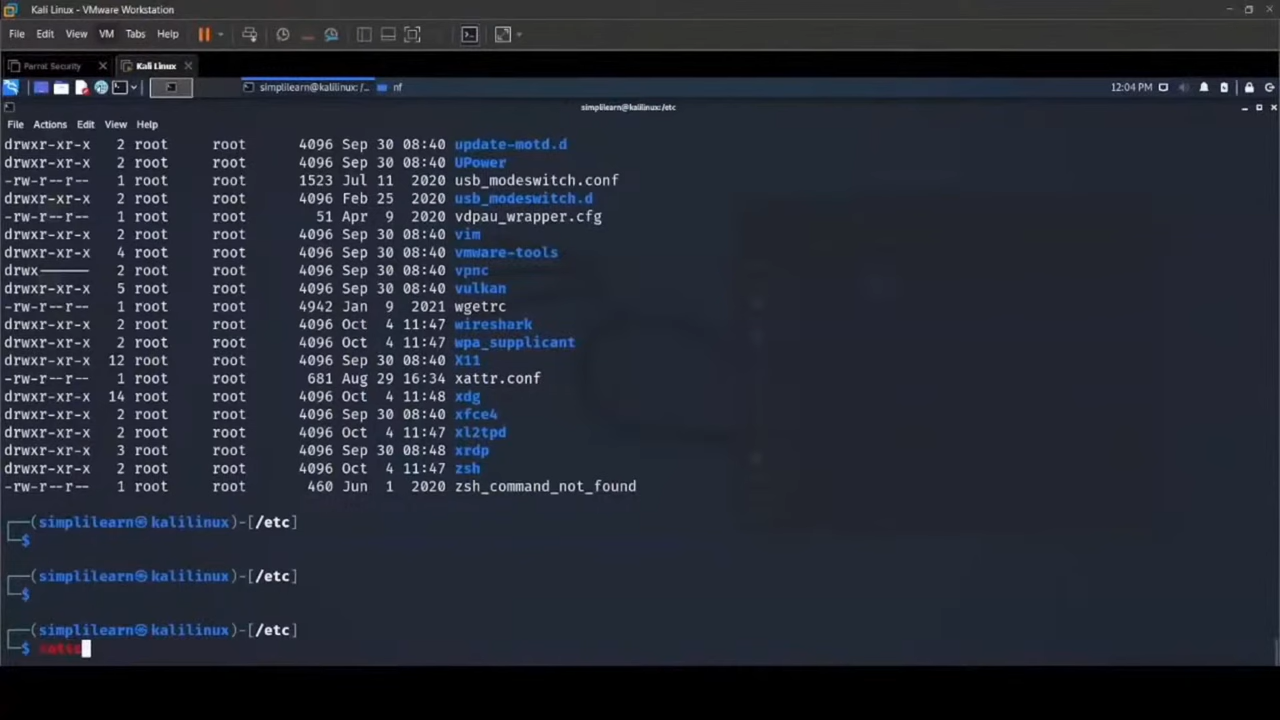 Kali Linux - VMware Workstation
File Edit View VM Tabs Help
Parrot Security Kali Linux
simplilearn@kalilinux: /... nf 12:04 PM
simplilearn@kalilinux:/etc
File Actions Edit View Help
drwxr-xr-x 2 root root 4096 Sep 30 08:40 update-motd.d
drwxr-xr-x 2 root root 4096 Sep 30 08:40 UPower
-rw-r--r-- 1 root root 1523 Jul 11 2020 usb_modeswitch.conf
drwxr-xr-x 2 root root 4096 Feb 25 2020 usb_modeswitch.d
-rw-r--r-- 1 root root 51 Apr 9 2020 vdpau_wrapper.cfg
drwxr-xr-x 2 root root 4096 Sep 30 08:40 vim
drwxr-xr-x 4 root root 4096 Sep 30 08:40 vmware-tools
drwx------ 2 root root 4096 Sep 30 08:40 vpnc
drwxr-xr-x 5 root root 4096 Sep 30 08:40 vulkan
-rw-r--r-- 1 root root 4942 Jan 9 2021 wgetrc
drwxr-xr-x 2 root root 4096 Oct 4 11:47 wireshark
drwxr-xr-x 2 root root 4096 Oct 4 11:47 wpa_supplicant
drwxr-xr-x 12 root root 4096 Sep 30 08:40 X11
-rw-r--r-- 1 root root 681 Aug 29 16:34 xattr.conf
drwxr-xr-x 14 root root 4096 Oct 4 11:48 xdg
drwxr-xr-x 2 root root 4096 Sep 30 08:40 xfce4
drwxr-xr-x 2 root root 4096 Oct 4 11:47 xl2tpd
drwxr-xr-x 3 root root 4096 Sep 30 08:48 xrdp
drwxr-xr-x 2 root root 4096 Oct 4 11:47 zsh
-rw-r--r-- 1 root root 460 Jun 1 2020 zsh_command_not_found
(simplilearn㉿kalilinux)-[/etc]
$
(simplilearn㉿kalilinux)-[/etc]
$
(simplilearn㉿kalilinux)-[/etc]
$